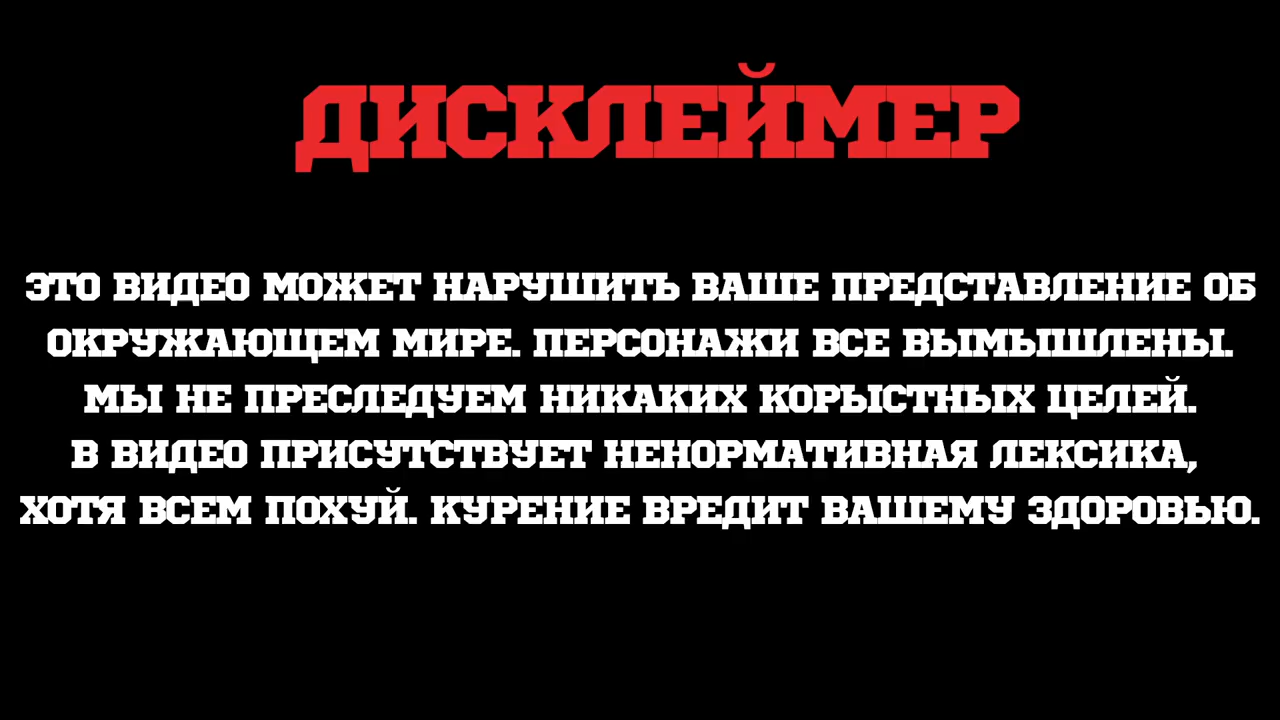 ДИСКЛЕЙМЕР
ЭТО ВИДЕО МОЖЕТ НАРУШИТЬ ВАШЕ ПРЕДСТАВЛЕНИЕ ОБ
ОКРУЖАЮЩЕМ МИРЕ. ПЕРСОНАЖИ ВСЕ ВЫМЫШЛЕНЫ.
МЫ НЕ ПРЕСЛЕДУЕМ НИКАКИХ КОРЫСТНЫХ ЦЕЛЕЙ.
В ВИДЕО ПРИСУТСТВУЕТ НЕНОРМАТИВНАЯ ЛЕКСИКА,
ХОТЯ ВСЕМ ПОХУЙ. КУРЕНИЕ ВРЕДИТ ВАШЕМУ ЗДОРОВЬЮ.